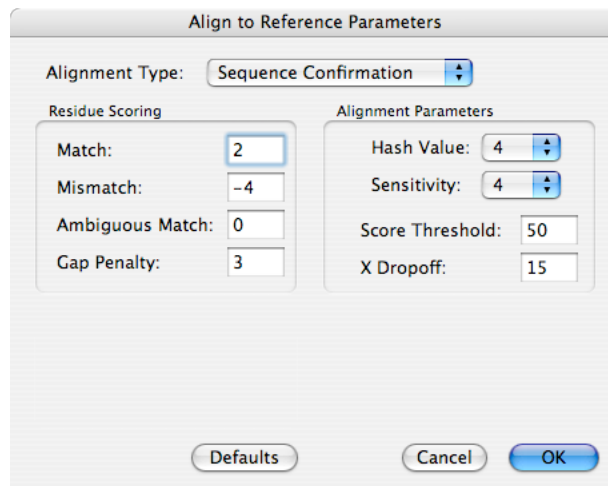 Align to Reference Parameters
Alignment Type: Sequence Confirmation
Residue Scoring
Match: 2
Mismatch: -4
Ambiguous Match: 0
Gap Penalty: 3
Alignment Parameters
Hash Value: 4
Sensitivity: 4
Score Threshold: 50
X Dropoff: 15
Defaults Cancel OK